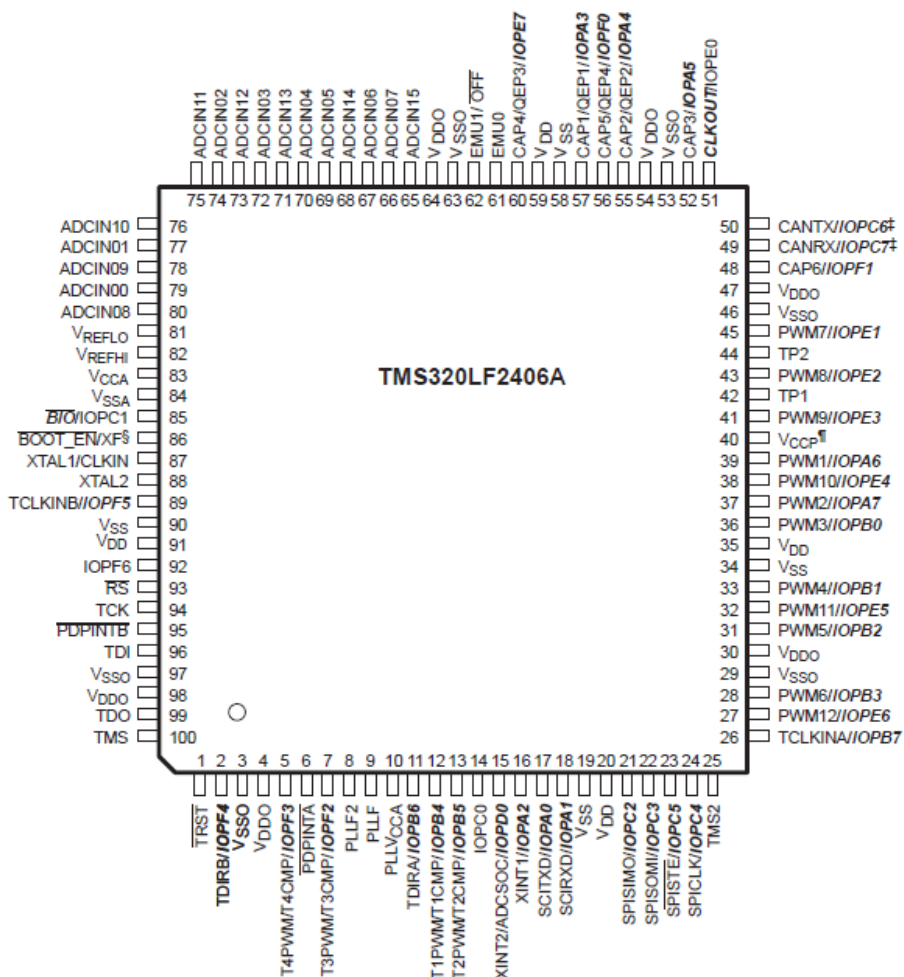 ADCIN11
ADCIN02
ADCIN12
ADCIN03
ADCIN13
ADCIN04
ADCIN05
ADCIN14
ADCIN06
ADCIN07
ADCIN15
VDDO
VSSO
EMU1/OFF
EMU0
CAP4/QEP3/IOPE7
VDD
VSS
CAP1/QEP1/IOPA3
CAP5/QEP4/IOPF0
CAP2/QEP2/IOPA4
VDDO
VSSO
CAP3/IOPA5
CLKOUT/IOPE0
75 74 73 72 71 70 69 68 67 66 65 64 63 62 61 60 59 58 57 56 55 54 53 52 51
ADCIN10 76
ADCIN01 77
ADCIN09 78
ADCIN00 79
ADCIN08 80
VREFLO 81
VREFHI 82
VCCA 83
VSSA 84
BIO/IOPC1 85
BOOT_EN/XF§ 86
XTAL1/CLKIN 87
XTAL2 88
TCLKINB/IOPF5 89
VSS 90
VDD 91
IOPF6 92
RS 93
TCK 94
PDPINTB 95
TDI 96
VSSO 97
VDDO 98
TDO 99
TMS 100
TMS320LF2406A
50 CANTX/IOPC6‡
49 CANRX/IOPC7‡
48 CAP6/IOPF1
47 VDDO
46 VSSO
45 PWM7/IOPE1
44 TP2
43 PWM8/IOPE2
42 TP1
41 PWM9/IOPE3
40 VCCP¶
39 PWM1/IOPA6
38 PWM10/IOPE4
37 PWM2/IOPA7
36 PWM3/IOPB0
35 VDD
34 VSS
33 PWM4/IOPB1
32 PWM11/IOPE5
31 PWM5/IOPB2
30 VDDO
29 VSSO
28 PWM6/IOPB3
27 PWM12/IOPE6
26 TCLKINA/IOPB7
1 2 3 4 5 6 7 8 9 10 11 12 13 14 15 16 17 18 19 20 21 22 23 24 25
TRST
TDIRB/IOPF4
VSSO
VDDO
T4PWM/T4CMP/IOPF3
PDPINTA
T3PWM/T3CMP/IOPF2
PLLF2
PLLF
PLLVCCA
TDIRA/IOPB6
T1PWM/T1CMP/IOPB4
T2PWM/T2CMP/IOPB5
IOPC0
XINT2/ADCSOC/IOPD0
XINT1/IOPA2
SCITXD/IOPA0
SCIRXD/IOPA1
VSS
VDD
SPISIMO/IOPC2
SPISOMI/IOPC3
SPISTE/IOPC5
SPICLK/IOPC4
TMS2